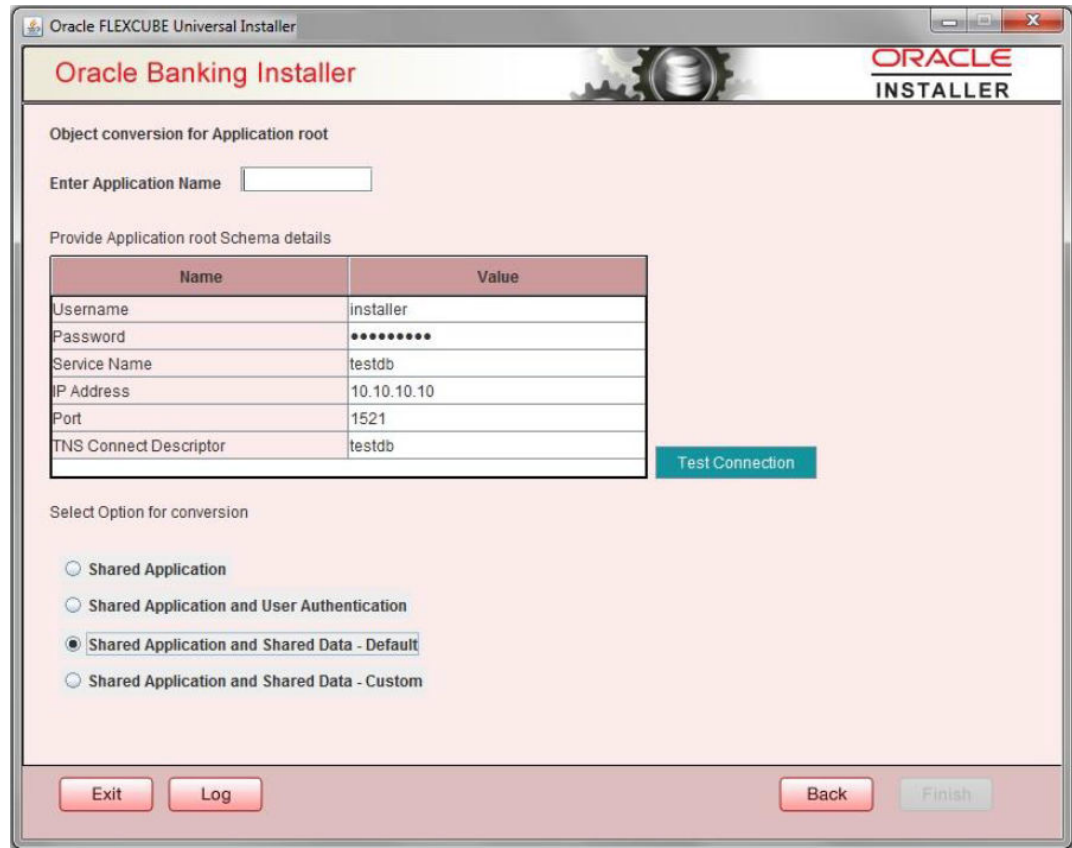 Oracle FLEXCUBE Universal Installer
Oracle Banking Installer
ORACLE
INSTALLER
Object conversion for Application root
Enter Application Name
Provide Application root Schema details
Name Value
Username installer
Password •••••••••
Service Name testdb
IP Address 10.10.10.10
Port 1521
TNS Connect Descriptor testdb
Test Connection
Select Option for conversion
Shared Application
Shared Application and User Authentication
Shared Application and Shared Data - Default
Shared Application and Shared Data - Custom
Exit Log Back Finish